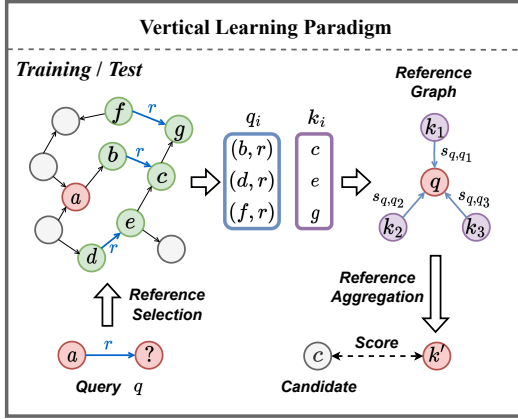 Vertical Learning Paradigm
Training / Test
f
r
g
b
r
c
a
e
d
r
q_i
k_i
(b, r)
c
(d, r)
e
(f, r)
g
Reference
Graph
k_1
s_{q,q_1}
q
s_{q,q_2}
s_{q,q_3}
k_2
k_3
Reference
Selection
Reference
Aggregation
a
r
?
Query q
c
Score
k'
Candidate